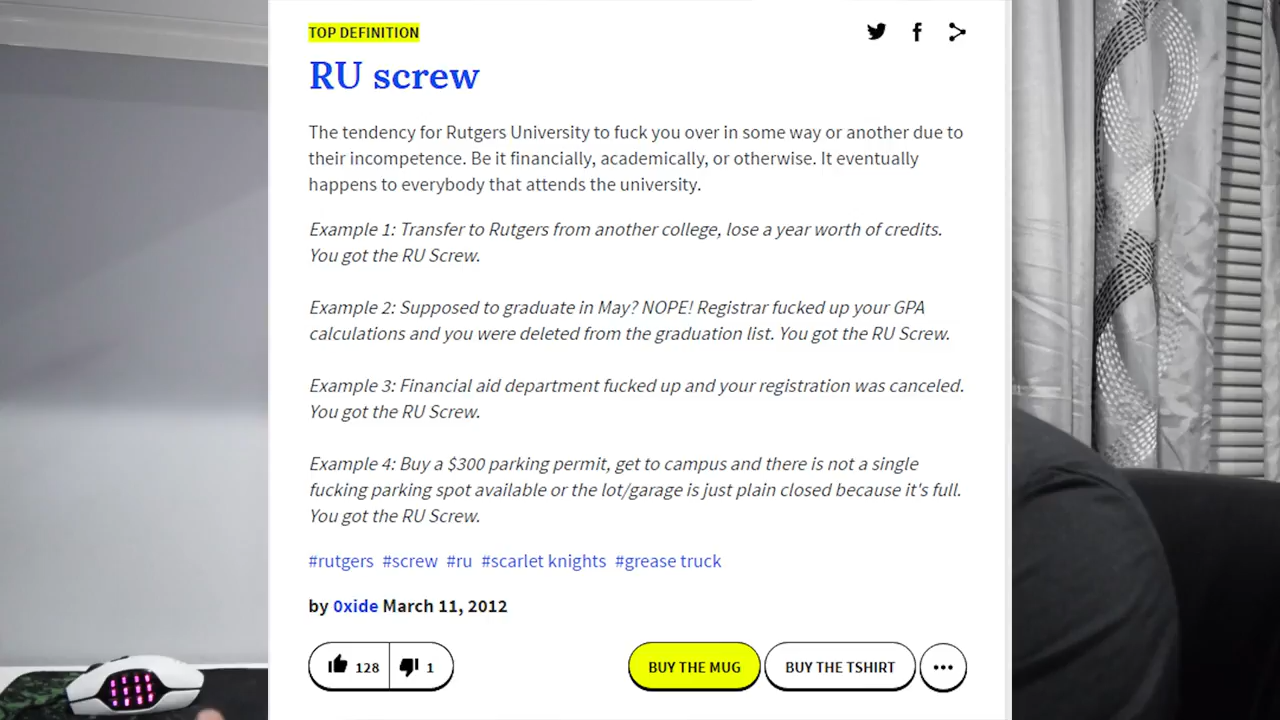 TOP DEFINITION
RU screw
The tendency for Rutgers University to fuck you over in some way or another due to
their incompetence. Be it financially, academically, or otherwise. It eventually
happens to everybody that attends the university.
Example 1: Transfer to Rutgers from another college, lose a year worth of credits.
You got the RU Screw.
Example 2: Supposed to graduate in May? NOPE! Registrar fucked up your GPA
calculations and you were deleted from the graduation list. You got the RU Screw.
Example 3: Financial aid department fucked up and your registration was canceled.
You got the RU Screw.
Example 4: Buy a $300 parking permit, get to campus and there is not a single
fucking parking spot available or the lot/garage is just plain closed because it's full.
You got the RU Screw.
#rutgers #screw #ru #scarlet knights #grease truck
by 0xide March 11, 2012
128 1 BUY THE MUG BUY THE TSHIRT